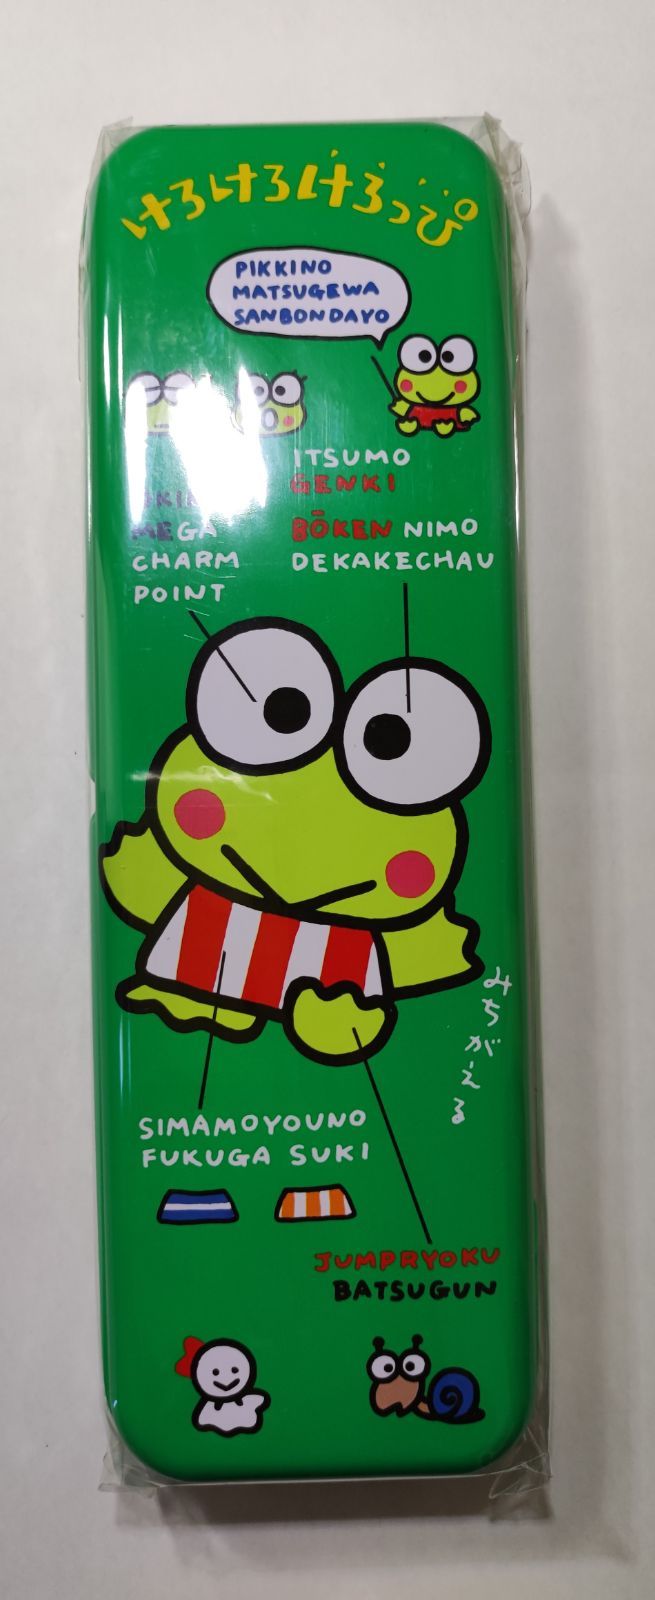 けろけろけろっぴ
PIKKINO
MATSUGEWA
SANBONDAYO
ITSUMO
GENKI
MEGA
CHARM
POINT
BŌKEN NIMO
DEKAKECHAU
みちがえる
SIMAMOYOUNO
FUKUGA SUKI
JUMPRYOKU
BATSUGUN